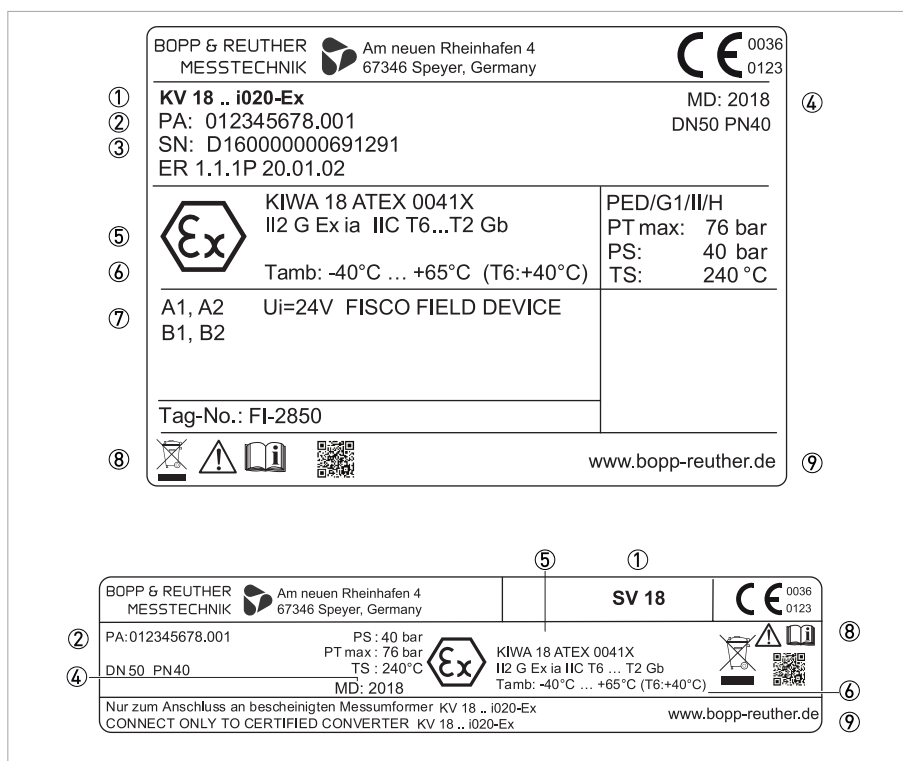 BOPP & REUTHER
MESSTECHNIK
Am neuen Rheinhafen 4
67346 Speyer, Germany
CE 0036
0123
① KV 18 .. i020-Ex
MD: 2018 ④
② PA: 012345678.001
DN50 PN40
③ SN: D160000000691291
ER 1.1.1P 20.01.02
Ex
KIWA 18 ATEX 0041X
⑤ II2 G Ex ia IIC T6...T2 Gb
⑥ Tamb: -40°C ... +65°C (T6:+40°C)
PED/G1/II/H
PT max: 76 bar
PS: 40 bar
TS: 240 °C
⑦ A1, A2 Ui=24V FISCO FIELD DEVICE
B1, B2
Tag-No.: FI-2850
⑧ www.bopp-reuther.de ⑨
⑤ ①
BOPP & REUTHER
MESSTECHNIK
Am neuen Rheinhafen 4
67346 Speyer, Germany
SV 18
CE 0036
0123
② PA:012345678.001
DN 50 PN40
④
PS : 40 bar
PT max : 76 bar
TS : 240°C
MD: 2018
Ex
KIWA 18 ATEX 0041X
II2 G Ex ia IIC T6 ... T2 Gb
Tamb: -40°C ... +65°C (T6:+40°C)
⑧
⑥
Nur zum Anschluss an bescheinigten Messumformer KV 18 .. i020-Ex
CONNECT ONLY TO CERTIFIED CONVERTER KV 18 .. i020-Ex
www.bopp-reuther.de ⑨